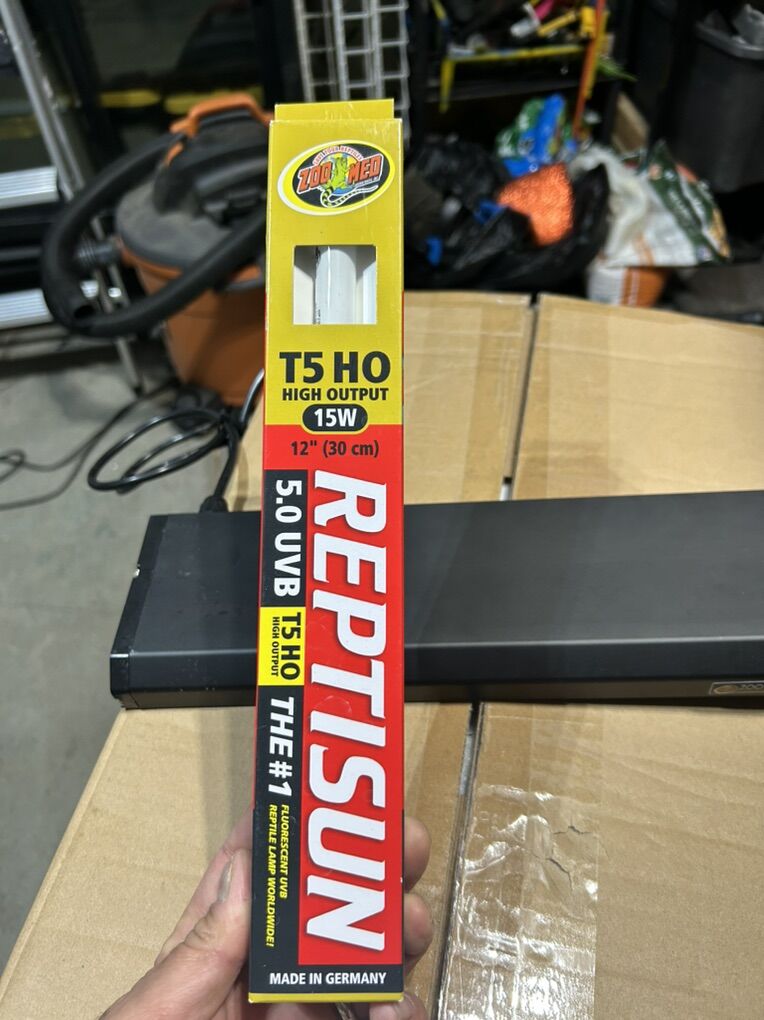 ZOO MED
T5 HO
HIGH OUTPUT
15W
12" (30 cm)
REPTISUN
5.0 UVB
T5 HO
HIGH OUTPUT
THE #1
FLUORESCENT UVB
REPTILE LAMP WORLDWIDE!
MADE IN GERMANY